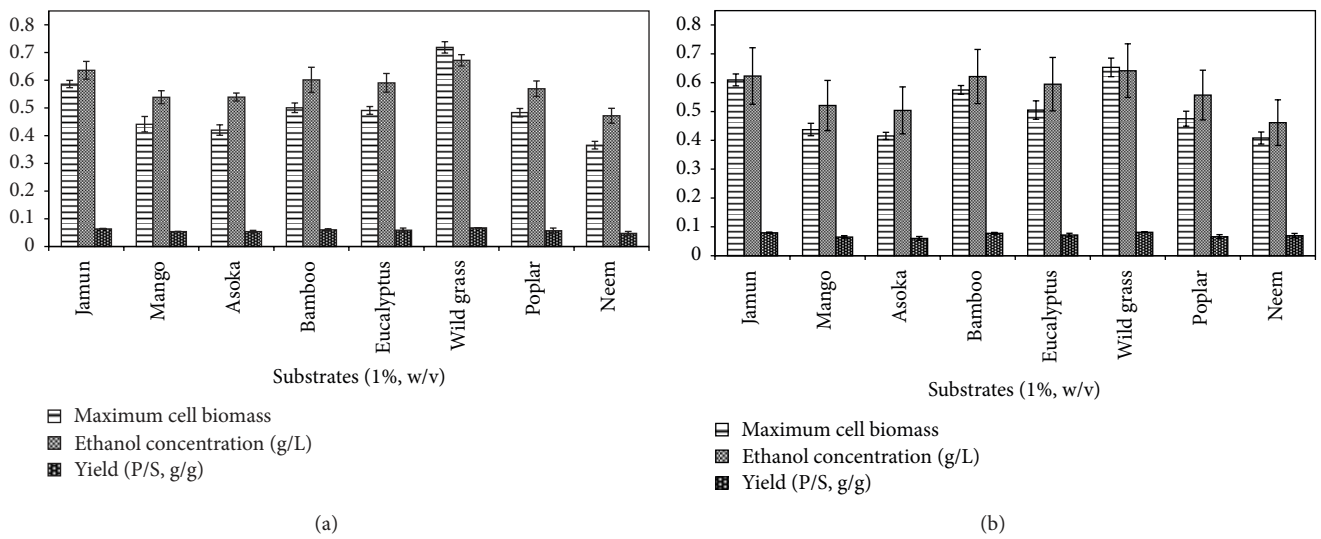 0.8
0.7
0.6
0.5
0.4
0.3
0.2
0.1
0
Jamun
Mango
Asoka
Bamboo
Eucalyptus
Wild grass
Poplar
Neem
Substrates (1%, w/v)
Maximum cell biomass
Ethanol concentration (g/L)
Yield (P/S, g/g)
(a)
0.8
0.7
0.6
0.5
0.4
0.3
0.2
0.1
0
Jamun
Mango
Asoka
Bamboo
Eucalyptus
Wild grass
Poplar
Neem
Substrates (1%, w/v)
Maximum cell biomass
Ethanol concentration (g/L)
Yield (P/S, g/g)
(b)